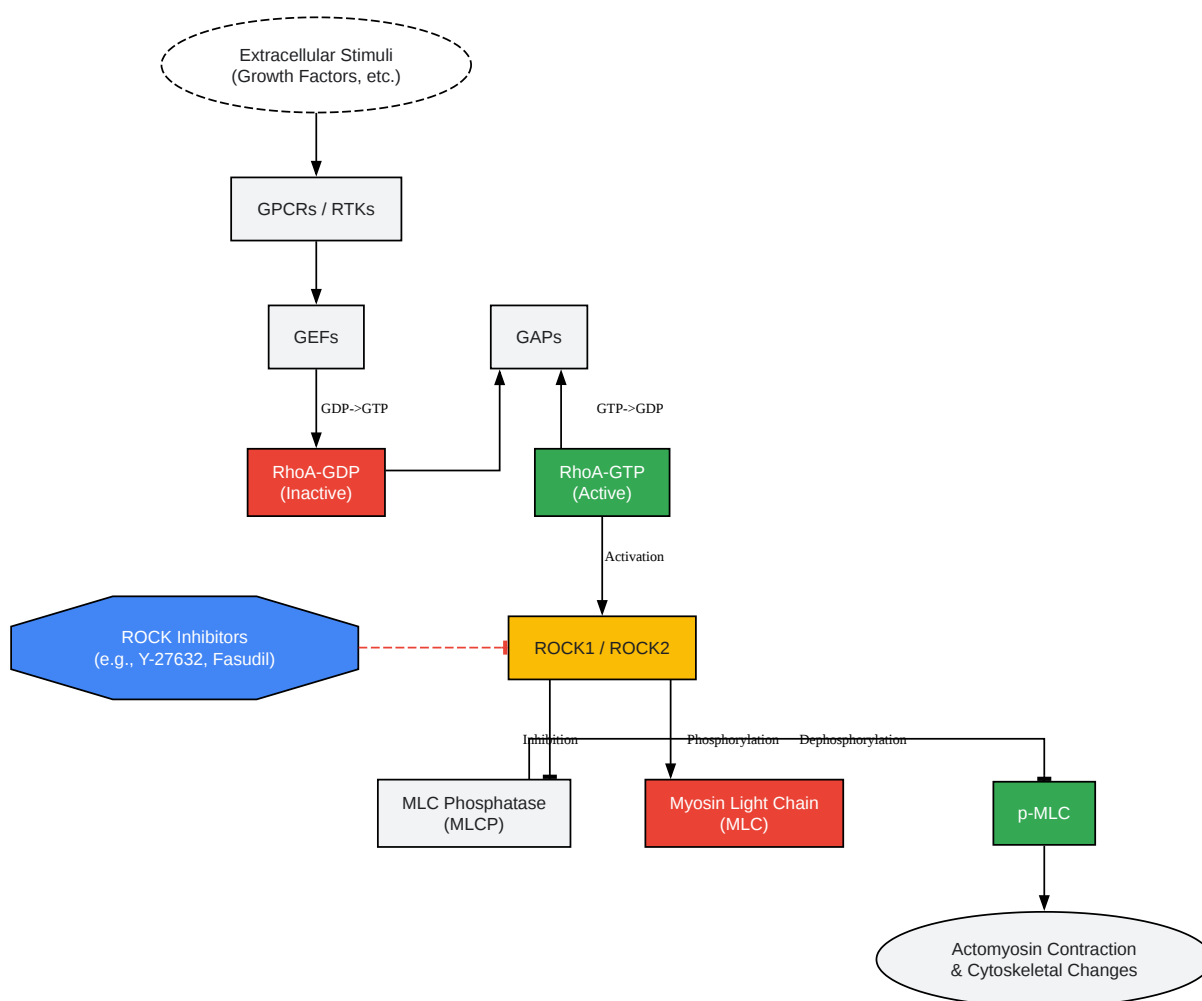 Extracellular Stimuli
(Growth Factors, etc.)
GPCRs / RTKs
GEFs
GAPs
GDP->GTP
GTP->GDP
RhoA-GDP
(Inactive)
RhoA-GTP
(Active)
Activation
ROCK Inhibitors
(e.g., Y-27632, Fasudil)
ROCK1 / ROCK2
Inhibition
Phosphorylation
Dephosphorylation
MLC Phosphatase
(MLCP)
Myosin Light Chain
(MLC)
p-MLC
Actomyosin Contraction
& Cytoskeletal Changes